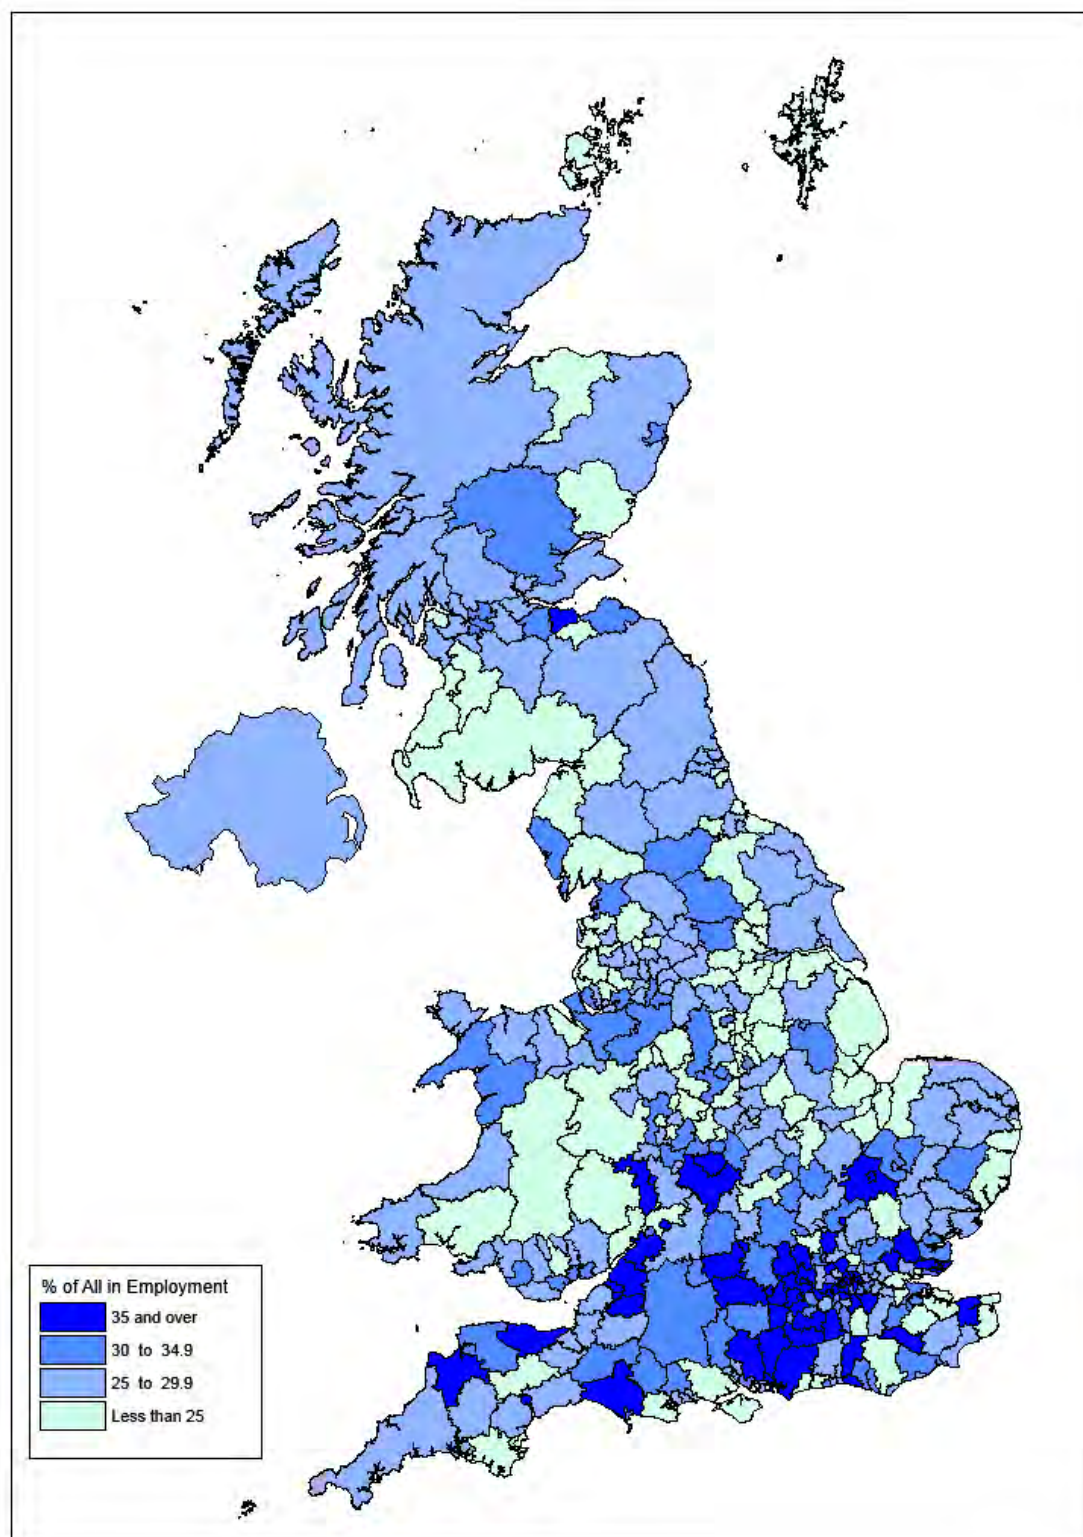 % of All in Employment
35 and over
30 to 34.9
25 to 29.9
Less than 25